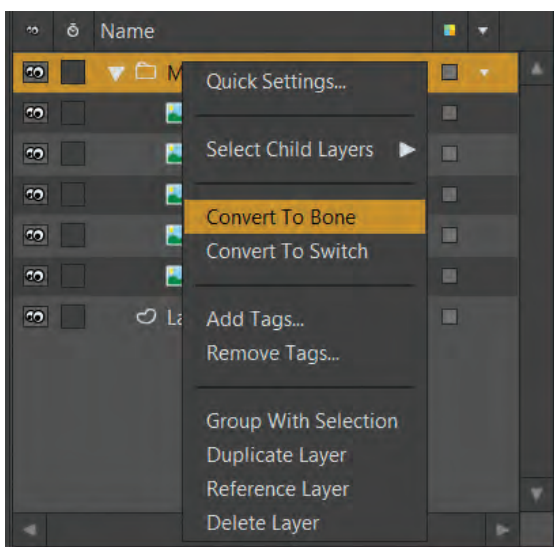 Name
M
Quick Settings...
Select Child Layers
Convert To Bone
Convert To Switch
La
Add Tags...
Remove Tags...
Group With Selection
Duplicate Layer
Reference Layer
Delete Layer